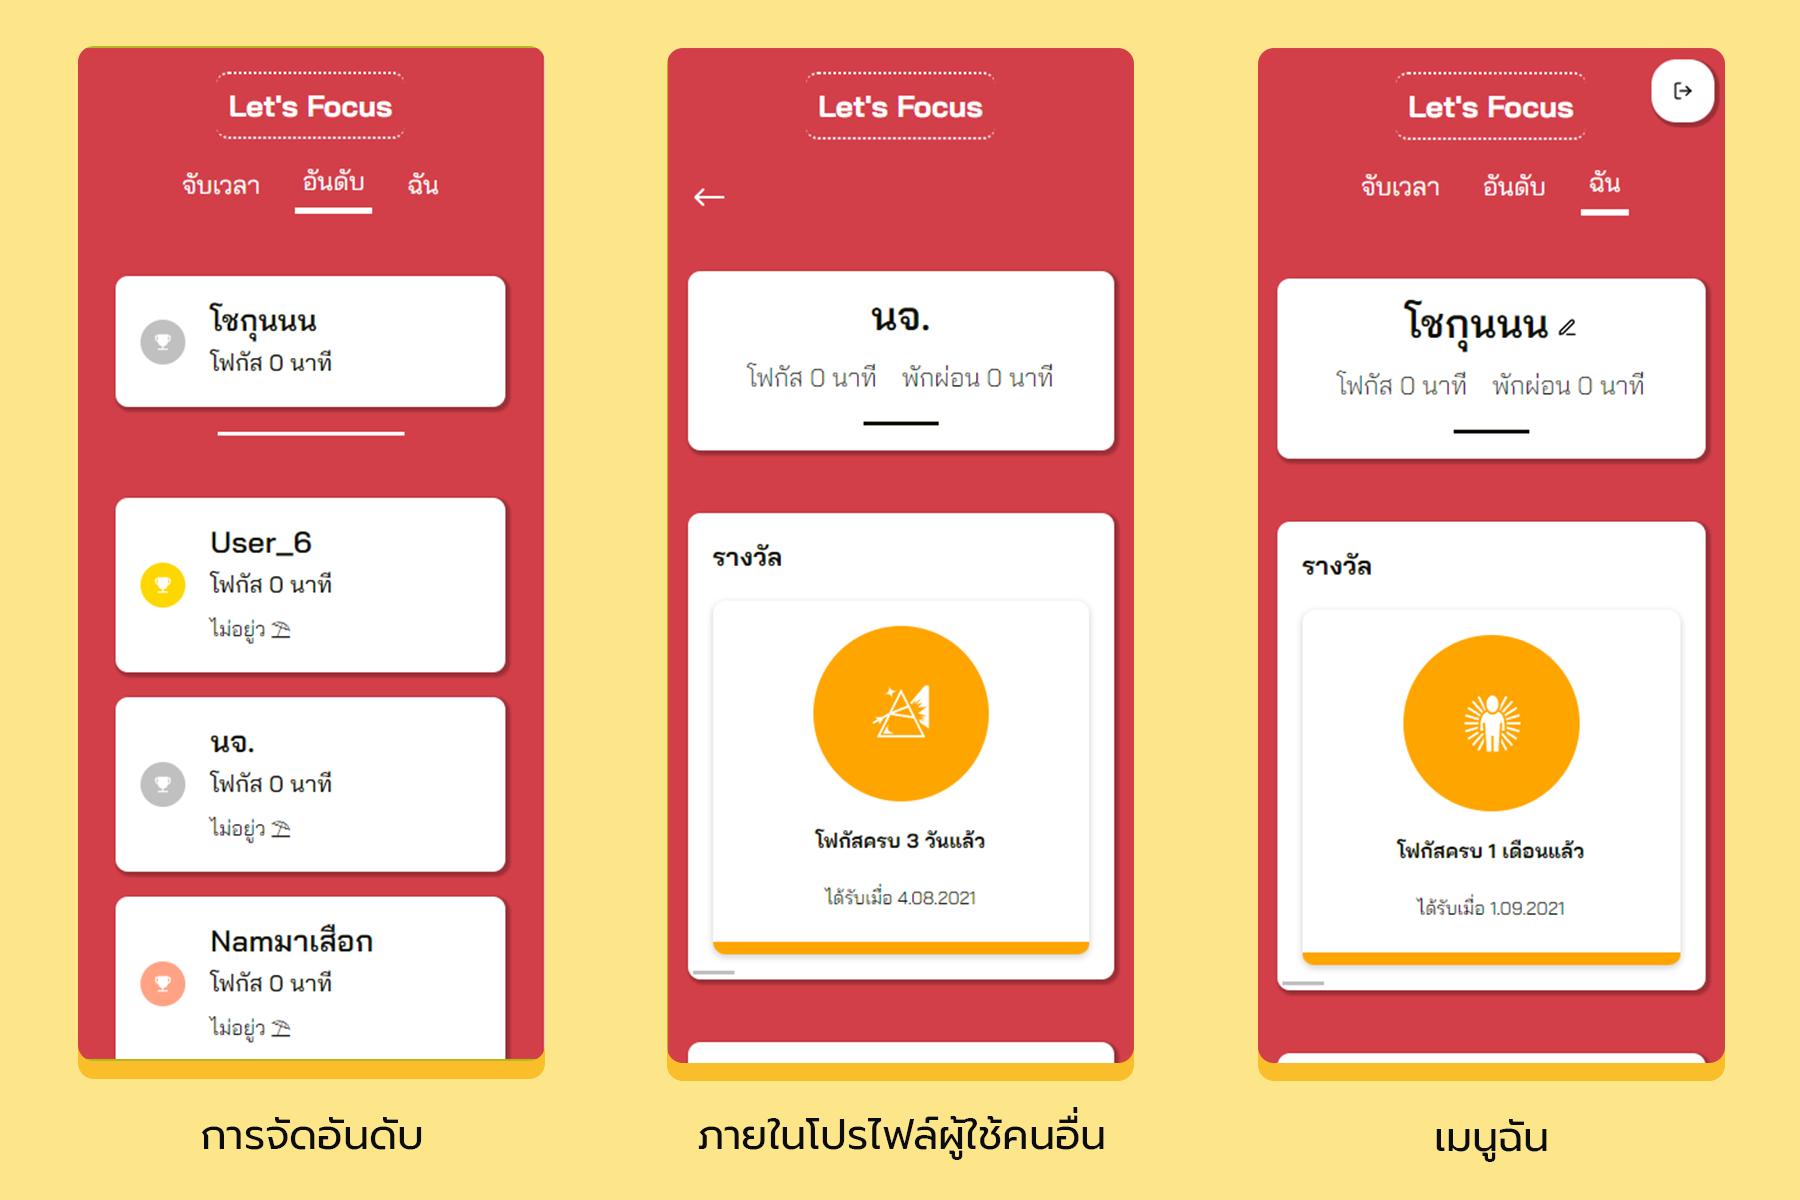 Let's Focus
จับเวลา อันดับ ฉัน
โชกุนนน
โฟกัส 0 นาที
User_6
โฟกัส 0 นาที
ไม่อยู่ว
นจ.
โฟกัส 0 นาที
ไม่อยู่ว
Namมาเสือก
โฟกัส 0 นาที
ไม่อยู่ว
การจัดอันดับ
Let's Focus
นจ.
โฟกัส 0 นาที พักผ่อน 0 นาที
รางวัล
โฟกัสครบ 3 วันแล้ว
ได้รับเมื่อ 4.08.2021
ภายในโปรไฟล์ผู้ใช้คนอื่น
Let's Focus
จับเวลา อันดับ ฉัน
โชกุนนน
โฟกัส 0 นาที พักผ่อน 0 นาที
รางวัล
โฟกัสครบ 1 เดือนแล้ว
ได้รับเมื่อ 1.09.2021
เมนูฉัน